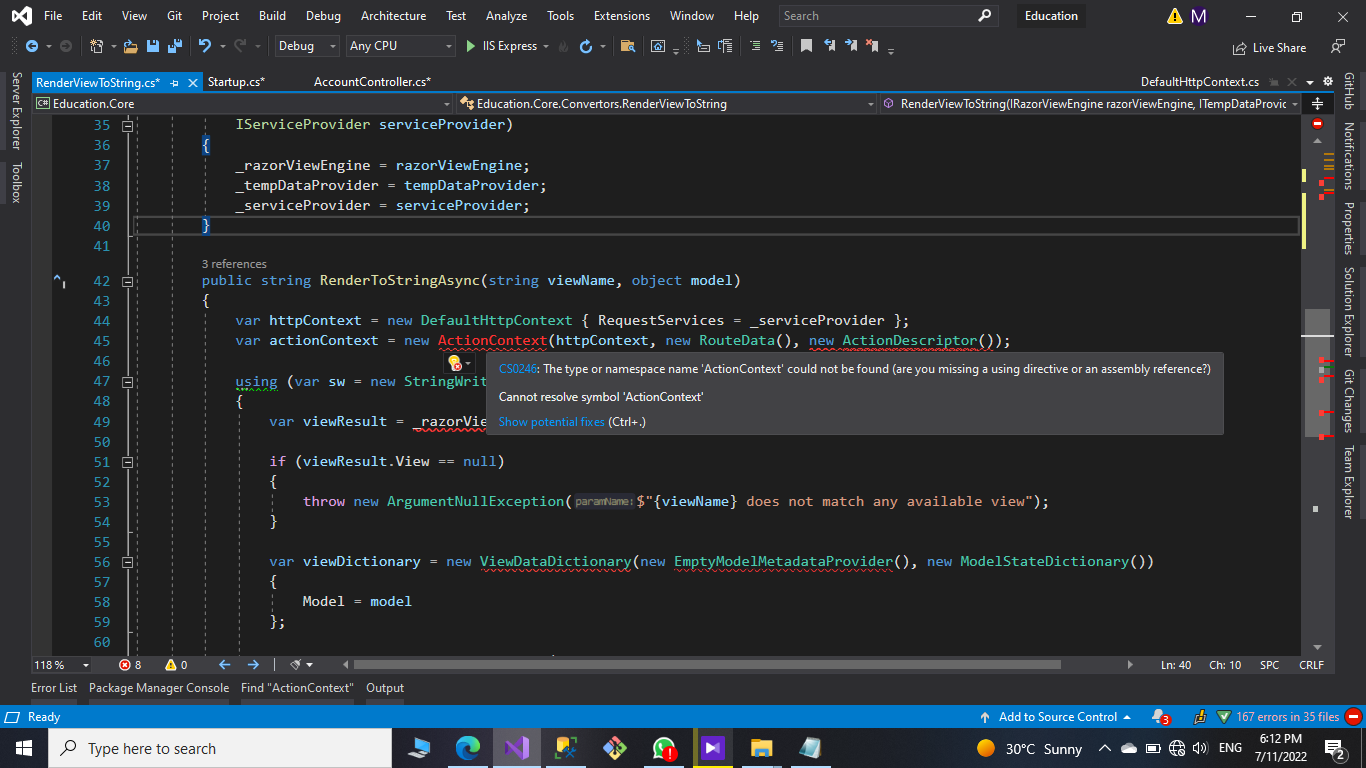 File Edit View Git Project Build Debug Architecture Test Analyze Tools Extensions Window Help Search Education M
Debug Any CPU IIS Express Live Share
RenderViewToString.cs* Startup.cs* AccountController.cs* DefaultHttpContext.cs
Education.Core Education.Core.Convertors.RenderViewToString RenderViewToString(IRazorViewEngine razorViewEngine, ITempDataProvic
Server Explorer
Toolbox
35 IServiceProvider serviceProvider)
36 {
37 _razorViewEngine = razorViewEngine;
38 _tempDataProvider = tempDataProvider;
39 _serviceProvider = serviceProvider;
40 }
41
3 references
42 public string RenderToStringAsync(string viewName, object model)
43 {
44 var httpContext = new DefaultHttpContext { RequestServices = _serviceProvider };
45 var actionContext = new ActionContext(httpContext, new RouteData(), new ActionDescriptor());
46
CS0246: The type or namespace name 'ActionContext' could not be found (are you missing a using directive or an assembly reference?)
47 using (var sw = new StringWrit
Cannot resolve symbol 'ActionContext'
48 {
49 var viewResult = _razorVie
Show potential fixes (Ctrl+.)
50
51 if (viewResult.View == null)
52 {
53 throw new ArgumentNullException(paramName: $"{viewName} does not match any available view");
54 }
55
56 var viewDictionary = new ViewDataDictionary(new EmptyModelMetadataProvider(), new ModelStateDictionary())
57 {
58 Model = model
59 };
60
GitHub
Notifications
Properties
Solution Explorer
Git Changes
Team Explorer
118 % 8 0 Ln: 40 Ch: 10 SPC CRLF
Error List Package Manager Console Find "ActionContext" Output
Ready Add to Source Control 3 167 errors in 35 files
Type here to search 30°C Sunny ENG 6:12 PM
7/11/2022 2